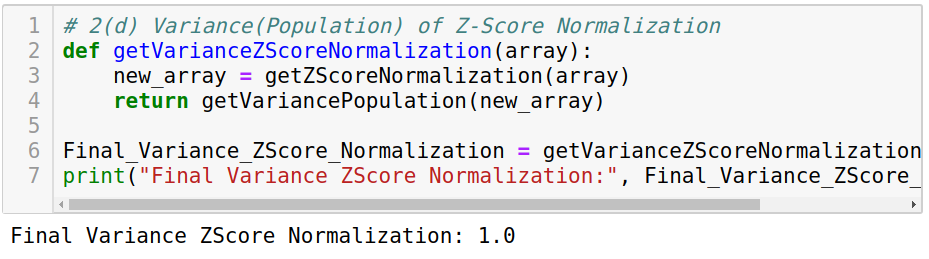 1 # 2(d) Variance(Population) of Z-Score Normalization
2 def getVarianceZScoreNormalization(array):
3     new_array = getZScoreNormalization(array)
4     return getVariancePopulation(new_array)
5
6 Final_Variance_ZScore_Normalization = getVarianceZScoreNormalization
7 print("Final Variance ZScore Normalization:", Final_Variance_ZScore_
Final Variance ZScore Normalization: 1.0